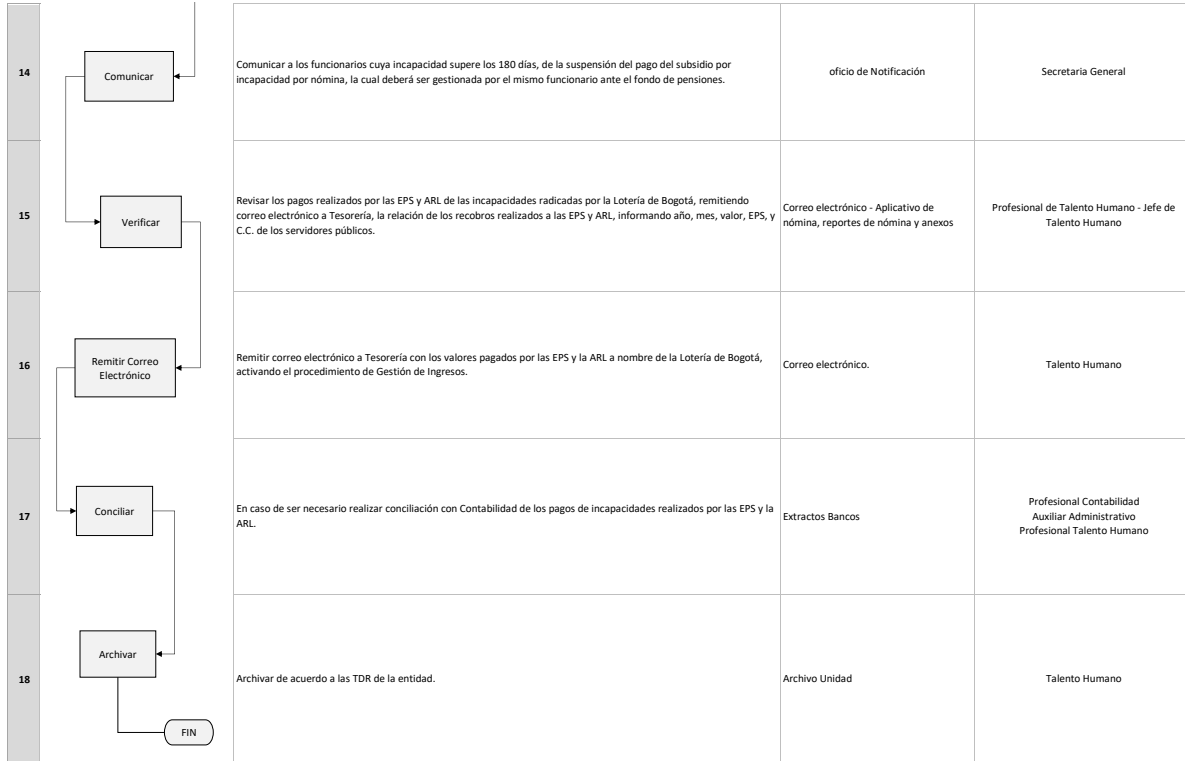 14
Comunicar
Comunicar a los funcionarios cuya incapacidad supere los 180 días, de la suspensión del pago del subsidio por
incapacidad por nómina, la cual deberá ser gestionada por el mismo funcionario ante el fondo de pensiones.
oficio de Notificación
Secretaria General
15
Verificar
Revisar los pagos realizados por las EPS y ARL de las incapacidades radicadas por la Lotería de Bogotá, remitiendo
correo electrónico a Tesorería, la relación de los recobros realizados a las EPS y ARL, informando año, mes, valor, EPS, y
C.C. de los servidores públicos.
Correo electrónico - Aplicativo de
nómina, reportes de nómina y anexos
Profesional de Talento Humano - Jefe de
Talento Humano
16
Remitir Correo
Electrónico
Remitir correo electrónico a Tesorería con los valores pagados por las EPS y la ARL a nombre de la Lotería de Bogotá,
activando el procedimiento de Gestión de Ingresos.
Correo electrónico.
Talento Humano
17
Conciliar
En caso de ser necesario realizar conciliación con Contabilidad de los pagos de incapacidades realizados por las EPS y la
ARL.
Extractos Bancos
Profesional Contabilidad
Auxiliar Administrativo
Profesional Talento Humano
18
Archivar
Archivar de acuerdo a las TDR de la entidad.
Archivo Unidad
Talento Humano
FIN